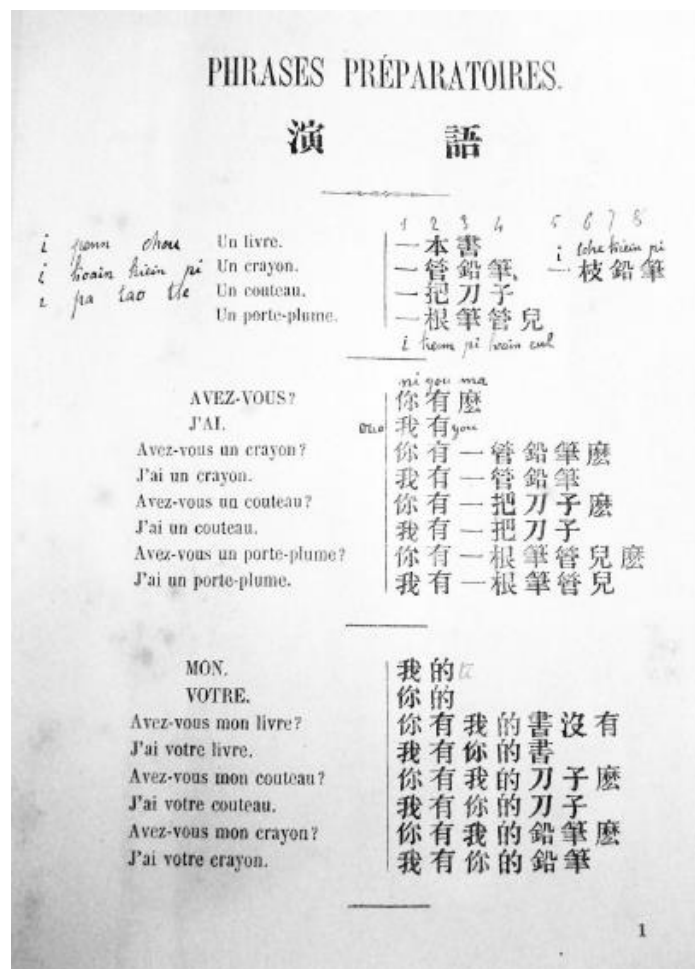 PHRASES PRÉPARATOIRES.
演 語
1 2 3 4 5 6 7 8
i penn chou Un livre. 一本書 i tche kien pi
i koain kien pi Un crayon. 一管鉛筆、一枝鉛筆
i pa tao tse Un couteau. 一把刀子
Un porte-plume. 一根筆管兒
i kenn pi koain eul
ni you ma
AVEZ-VOUS? 你有麼
J'AI. 我有 you
Avez-vous un crayon? 你有一管鉛筆麼
J'ai un crayon. 我有一管鉛筆
Avez-vous un couteau? 你有一把刀子麼
J'ai un couteau. 我有一把刀子
Avez-vous un porte-plume? 你有一根筆管兒麼
J'ai un porte-plume. 我有一根筆管兒
MON. 我的
VOTRE. 你的
Avez-vous mon livre? 你有我的書沒有
J'ai votre livre. 我有你的書
Avez-vous mon couteau? 你有我的刀子麼
J'ai votre couteau. 我有你的刀子
Avez-vous mon crayon? 你有我的鉛筆麼
J'ai votre crayon. 我有你的鉛筆
1